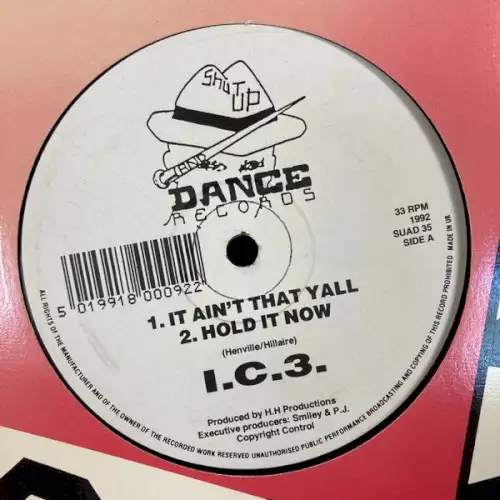 SHUT
UP
AND
DANCE
RECORDS
33 RPM
1992
SUAD 35
SIDE A
5 019918 000922
1. IT AIN'T THAT YALL
2. HOLD IT NOW
(Henville/Hillaire)
I.C.3.
Produced by H.H Productions
Executive producers: Smiley & P.J.
Copyright Control
ALL RIGHTS OF THE MANUFACTURER AND OF THE OWNER OF THE RECORDED WORK RESERVED UNAUTHORISED PUBLIC PERFORMANCE BROADCASTING AND COPYING OF THIS RECORD PROHIBITED MADE IN UK